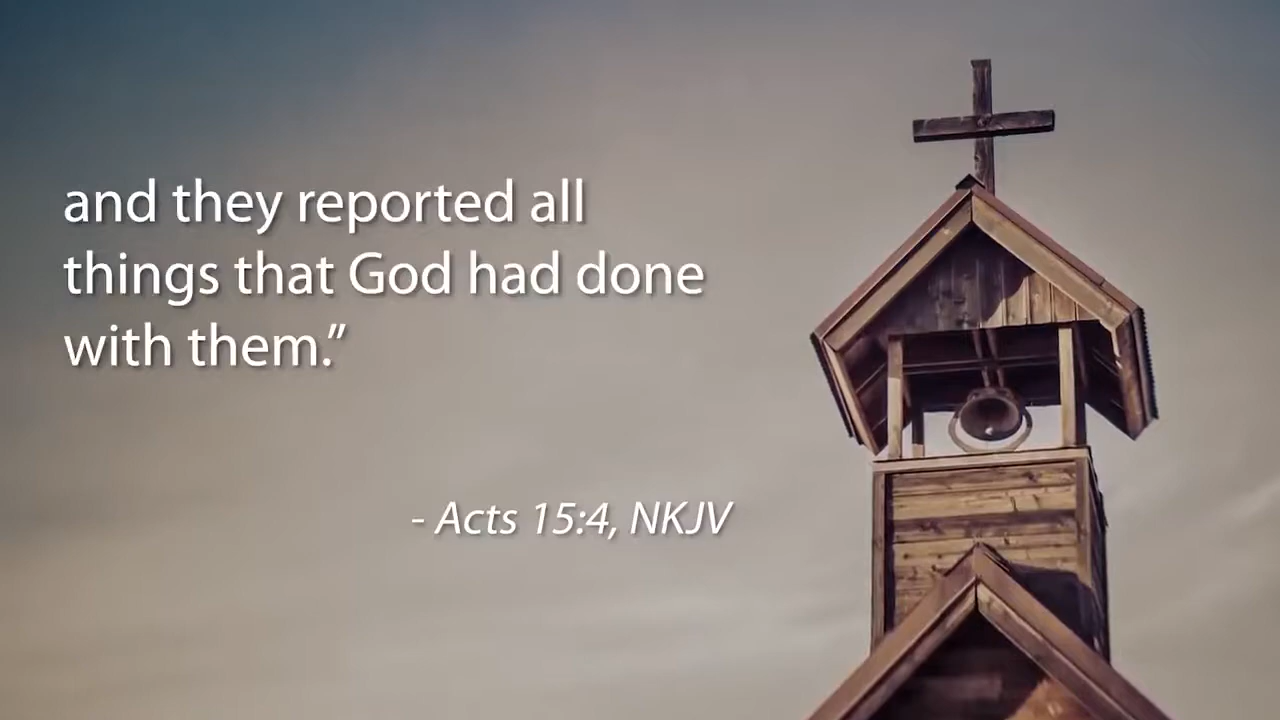 and they reported all
things that God had done
with them.”
- Acts 15:4, NKJV